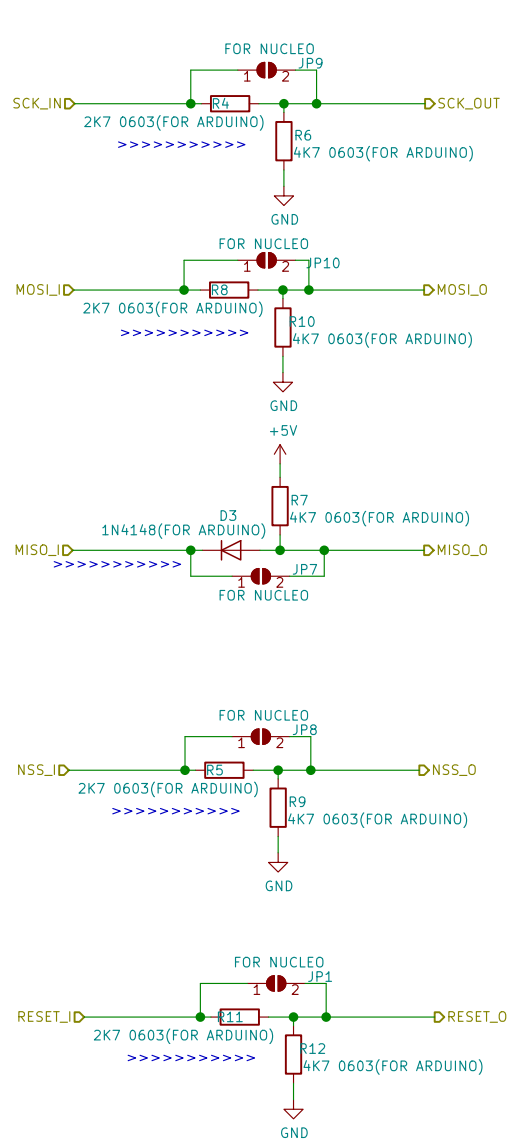 FOR NUCLEO
JP9
1 2
SCK_IN
R4
SCK_OUT
2K7 0603(FOR ARDUINO)
R6
>>>>>>>>>>>
4K7 0603(FOR ARDUINO)
GND
FOR NUCLEO
JP10
1 2
MOSI_I
R8
MOSI_O
2K7 0603(FOR ARDUINO)
R10
>>>>>>>>>>>
4K7 0603(FOR ARDUINO)
GND
+5V
R7
D3
4K7 0603(FOR ARDUINO)
1N4148(FOR ARDUINO)
MISO_I
MISO_O
>>>>>>>>>>>
JP7
1 2
FOR NUCLEO
FOR NUCLEO
JP8
1 2
NSS_I
R5
NSS_O
2K7 0603(FOR ARDUINO)
R9
>>>>>>>>>>>
4K7 0603(FOR ARDUINO)
GND
FOR NUCLEO
JP1
1 2
RESET_I
R11
RESET_O
2K7 0603(FOR ARDUINO)
R12
>>>>>>>>>>>
4K7 0603(FOR ARDUINO)
GND